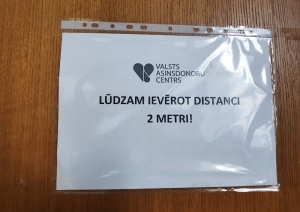 VALSTS
ASINSDONORU
CENTRS
LŪDZAM IEVĒROT DISTANCI
2 METRI!